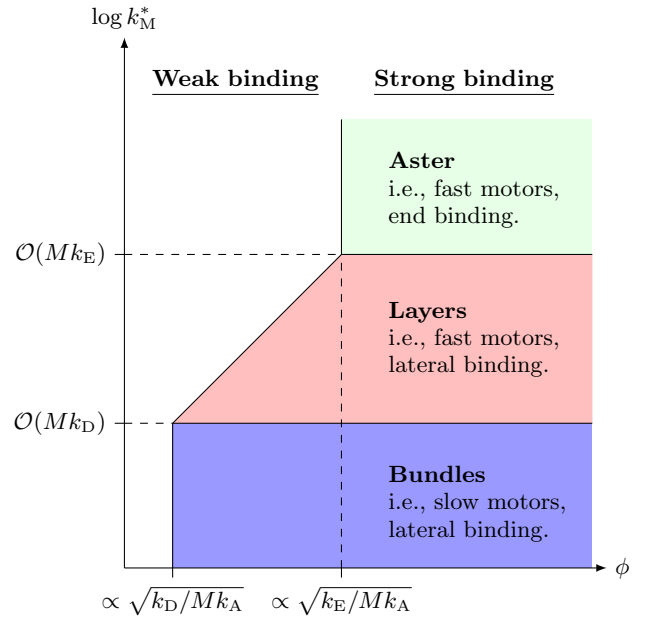 log k*_M
Weak binding
Strong binding
Aster
i.e., fast motors,
end binding.
𝒪(Mk_E)
Layers
i.e., fast motors,
lateral binding.
𝒪(Mk_D)
Bundles
i.e., slow motors,
lateral binding.
ϕ
∝ √(k_D/Mk_A)
∝ √(k_E/Mk_A)